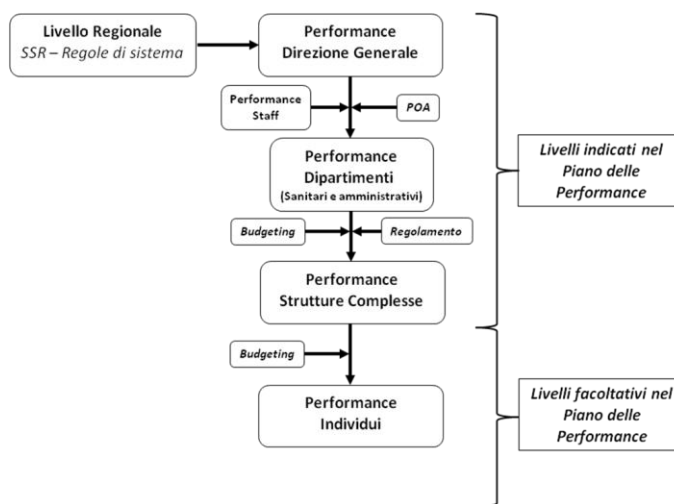 Livello Regionale
SSR – Regole di sistema
Performance
Direzione Generale
Performance
Staff
POA
Performance
Dipartimenti
(Sanitari e amministrativi)
Livelli indicati nel
Piano delle
Performance
Budgeting
Regolamento
Performance
Strutture Complesse
Budgeting
Performance
Individui
Livelli facoltativi nel
Piano delle
Performance